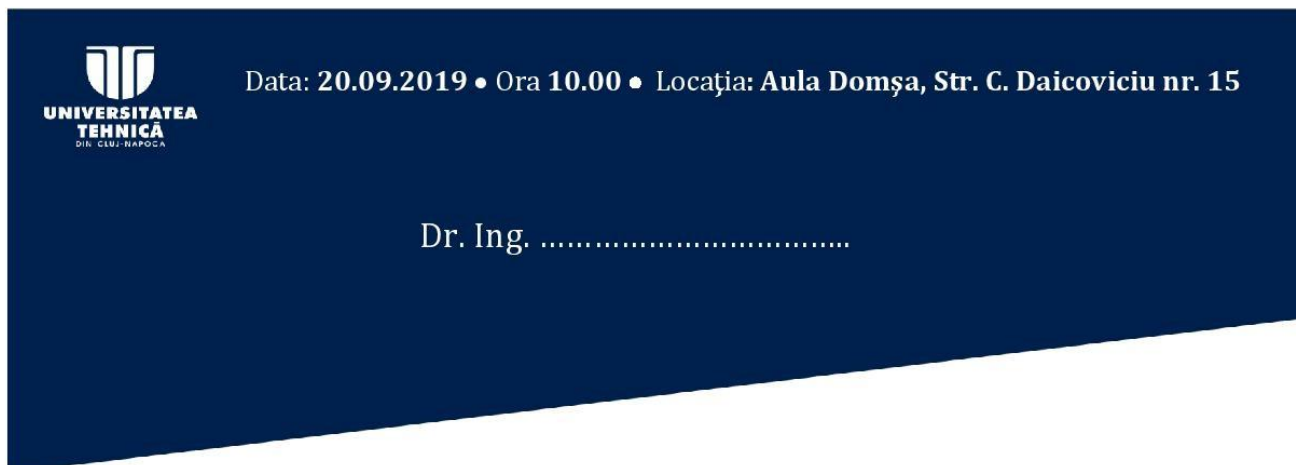 UNIVERSITATEA
TEHNICĂ
DIN CLUJ-NAPOCA
Data: 20.09.2019 • Ora 10.00 • Locaţia: Aula Domşa, Str. C. Daicoviciu nr. 15
Dr. Ing. ……………………………..